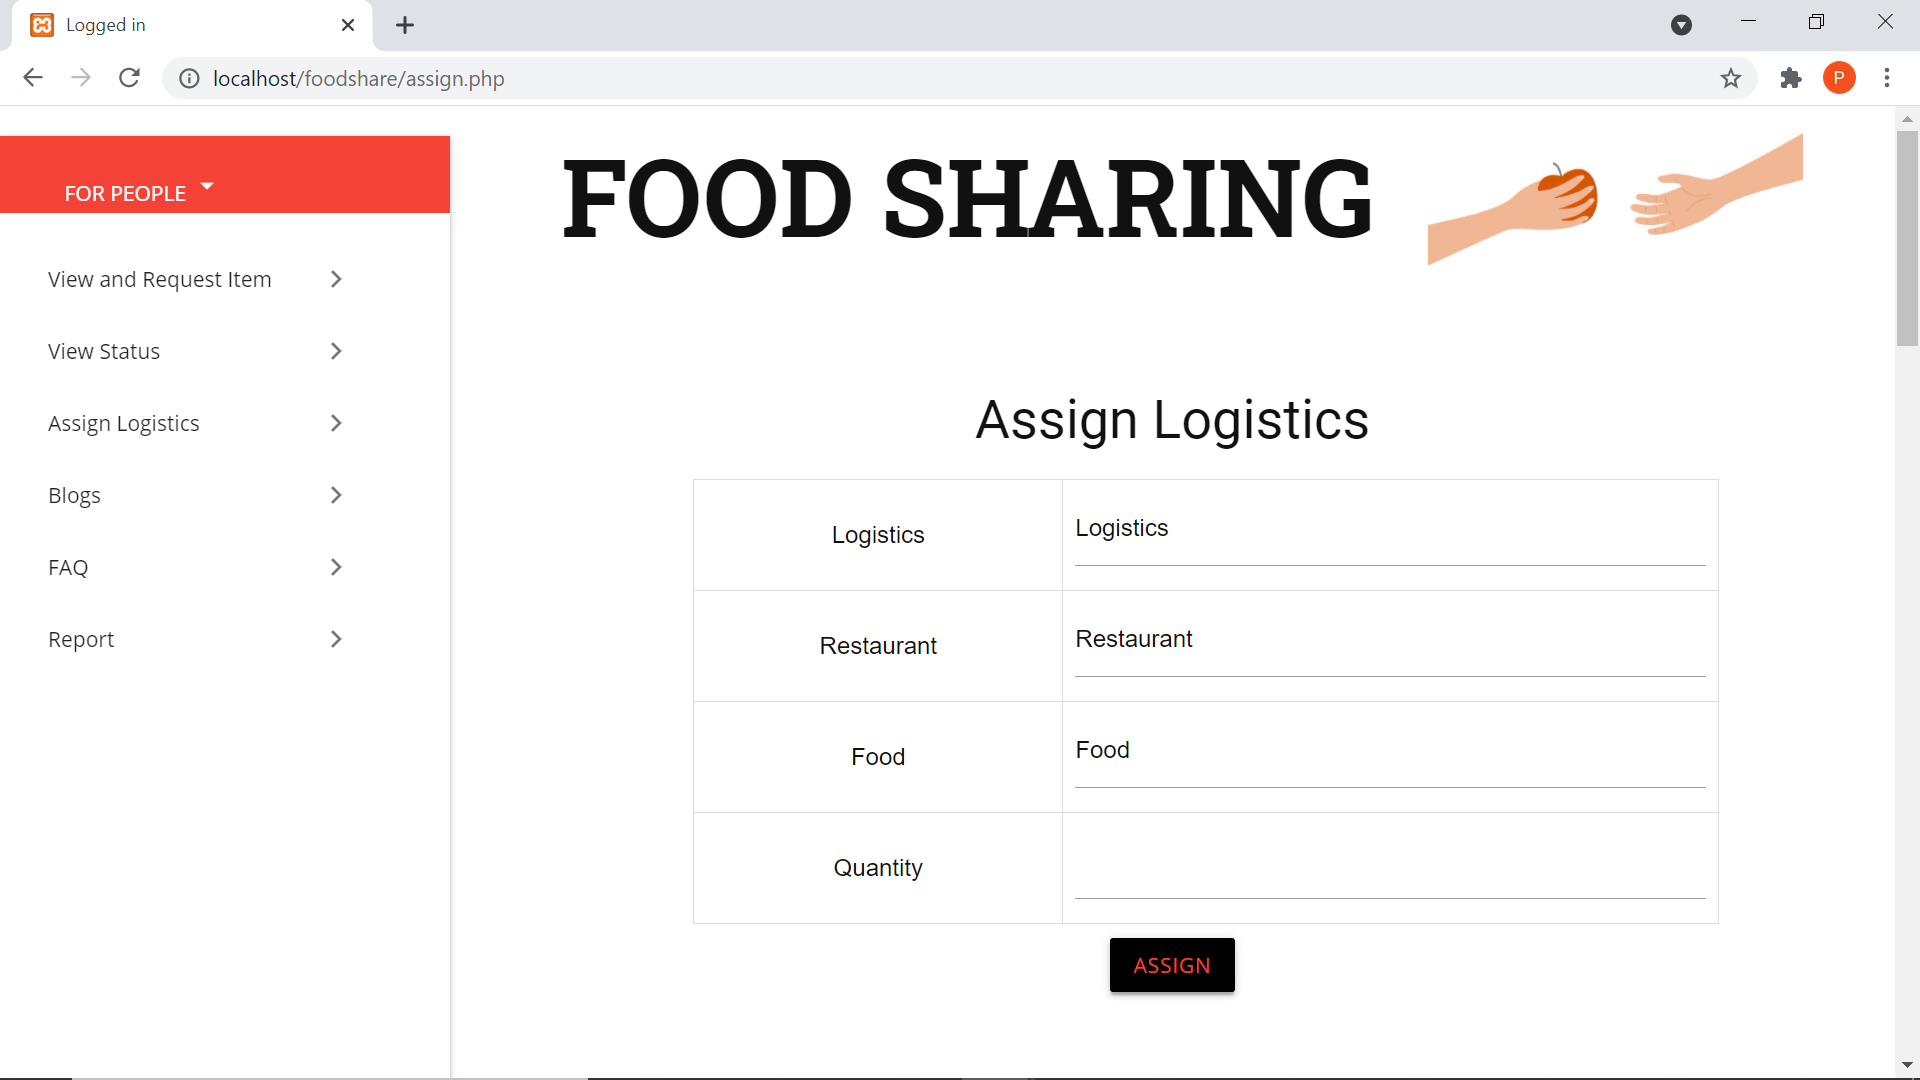 Logged in
localhost/foodshare/assign.php
P
FOR PEOPLE
View and Request Item
View Status
Assign Logistics
Blogs
FAQ
Report
FOOD SHARING
Assign Logistics
Logistics Logistics
Restaurant Restaurant
Food Food
Quantity
ASSIGN